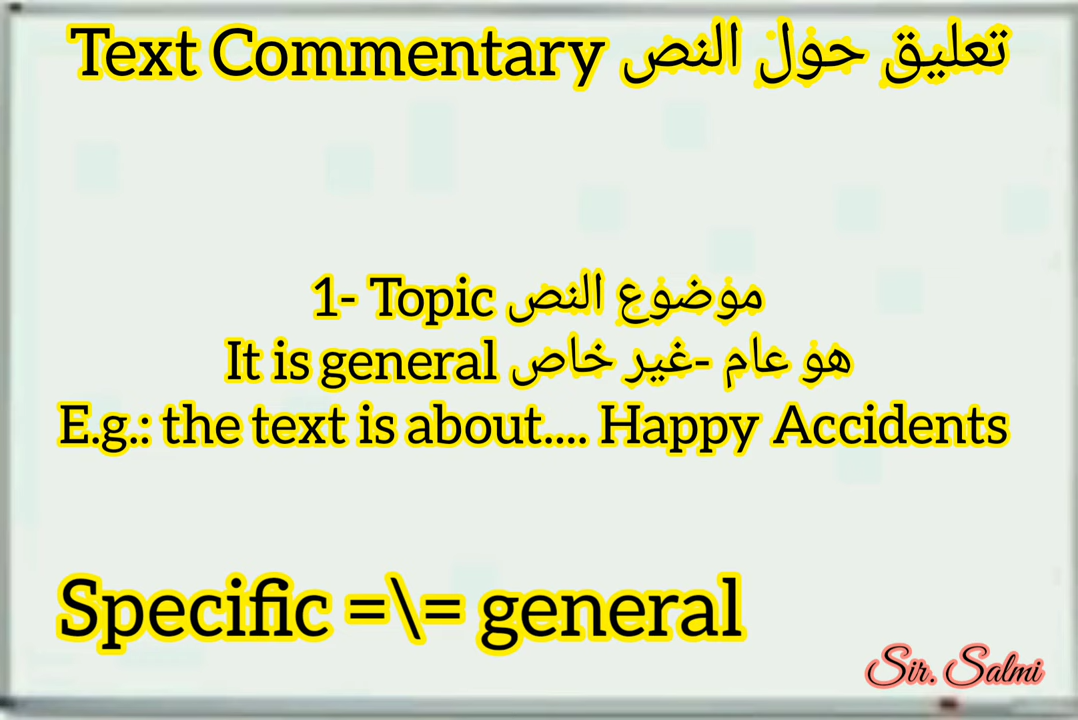 Text Commentary تعليق حول النص
1- Topic موضوع النص
It is general هو عام -غير خاص
E.g.: the text is about.... Happy Accidents
Specific =\= general
Sir. Salmi